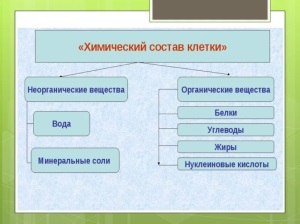 «Химический состав клетки»
Неорганические вещества
Органические вещества
Вода
Минеральные соли
Белки
Углеводы
Жиры
Нуклеиновые кислоты